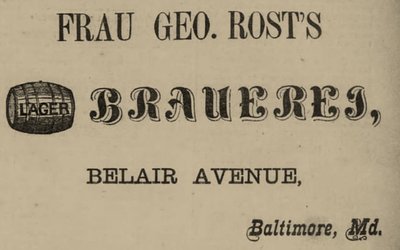 FRAU GEO. ROST'S
LAGER BRAUEREI,
BELAIR AVENUE,
Baltimore, Md.